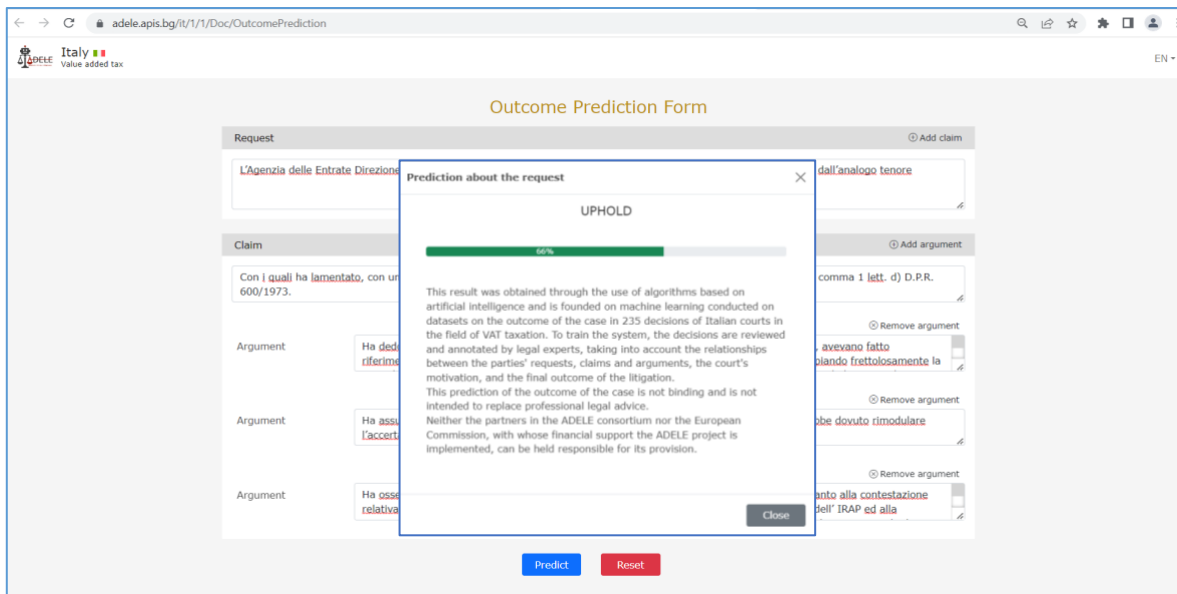 adele.apis.bg/it/1/1/Doc/OutcomePrediction
ADELE
Italy
Value added tax
EN
Outcome Prediction Form
Request
Add claim
L'Agenzia delle Entrate Direzione
dall'analogo tenore
Prediction about the request
UPHOLD
66%
This result was obtained through the use of algorithms based on
artificial intelligence and is founded on machine learning conducted on
datasets on the outcome of the case in 235 decisions of Italian courts in
the field of VAT taxation. To train the system, the decisions are reviewed
and annotated by legal experts, taking into account the relationships
between the parties' requests, claims and arguments, the court's
motivation, and the final outcome of the litigation.
This prediction of the outcome of the case is not binding and is not
intended to replace professional legal advice.
Neither the partners in the ADELE consortium nor the European
Commission, with whose financial support the ADELE project is
implemented, can be held responsible for its provision.
Close
Claim
Add argument
Con i quali ha lamentato, con un
comma 1 lett. d) D.P.R.
600/1973.
Remove argument
Argument
Ha
avevano fatto
frettolosamente la
Remove argument
Argument
Ha
dovuto rimodulare
Remove argument
Argument
Ha
alla contestazione
relativa
dell' IRAP ed alla
Predict
Reset